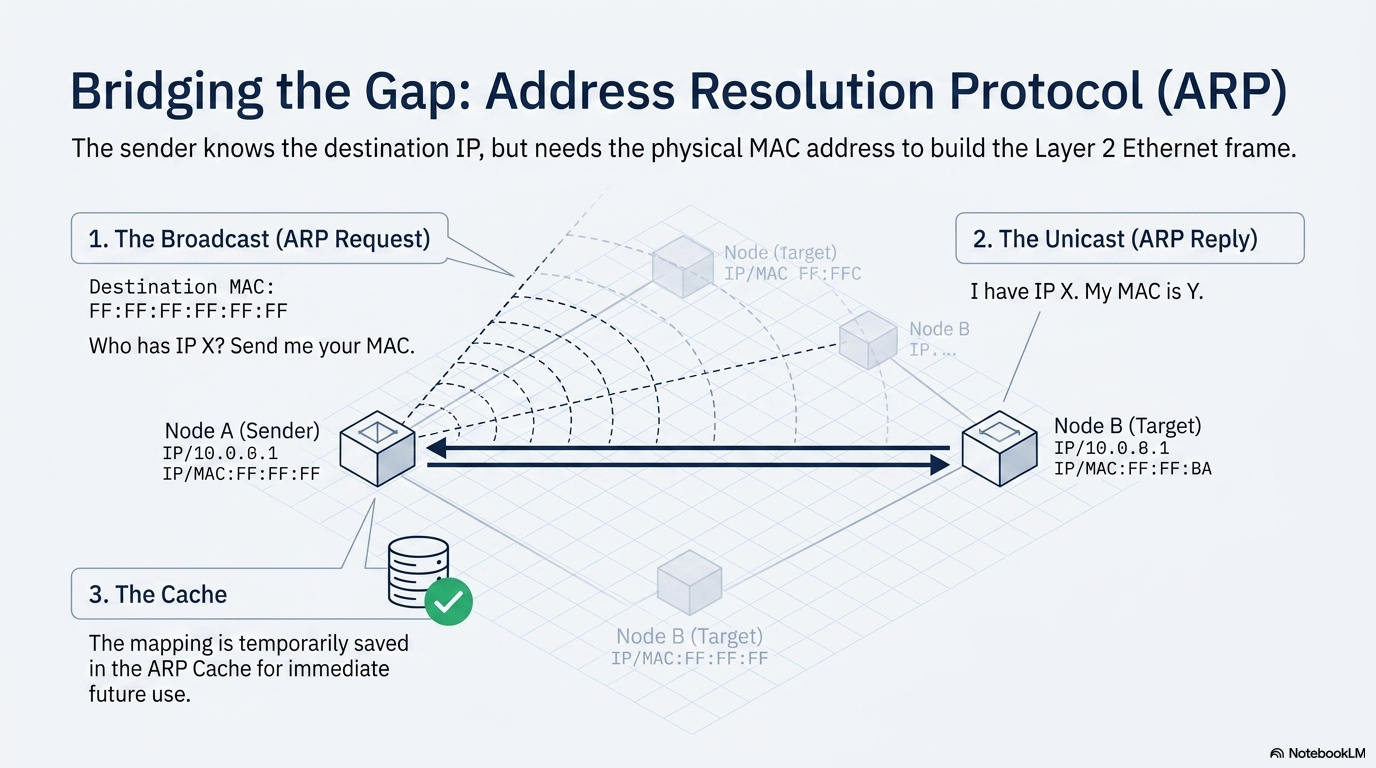 Bridging the Gap: Address Resolution Protocol (ARP)
The sender knows the destination IP, but needs the physical MAC address to build the Layer 2 Ethernet frame.
1. The Broadcast (ARP Request)
Destination MAC:
FF:FF:FF:FF:FF:FF
Who has IP X? Send me your MAC.
Node (Target)
IP/MAC FF:FFC
Node B
IP....
2. The Unicast (ARP Reply)
I have IP X. My MAC is Y.
Node A (Sender)
IP/10.0.0.1
IP/MAC:FF:FF:FF
Node B (Target)
IP/10.0.8.1
IP/MAC:FF:FF:BA
3. The Cache
The mapping is temporarily saved
in the ARP Cache for immediate
future use.
Node B (Target)
IP/MAC:FF:FF:FF
NotebookLM